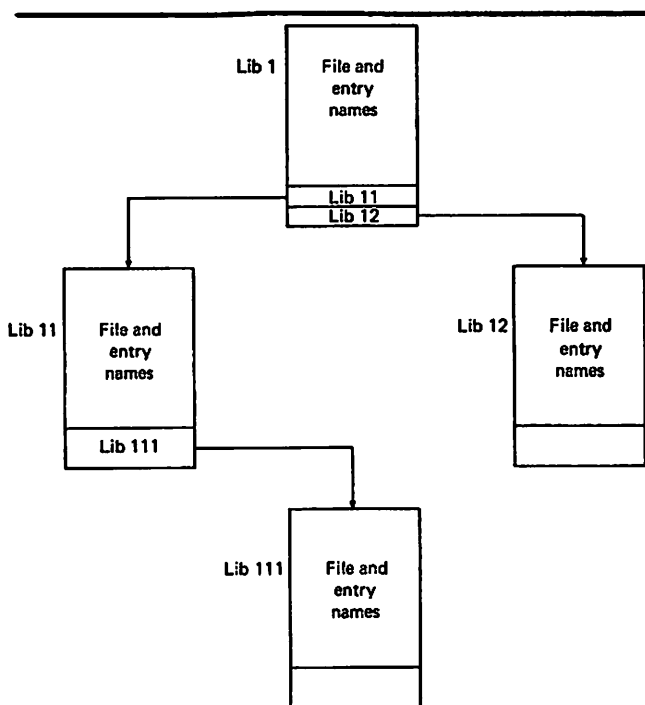 Lib 1
File and
entry
names
Lib 11
Lib 12
Lib 11
File and
entry
names
Lib 111
Lib 12
File and
entry
names
Lib 111
File and
entry
names